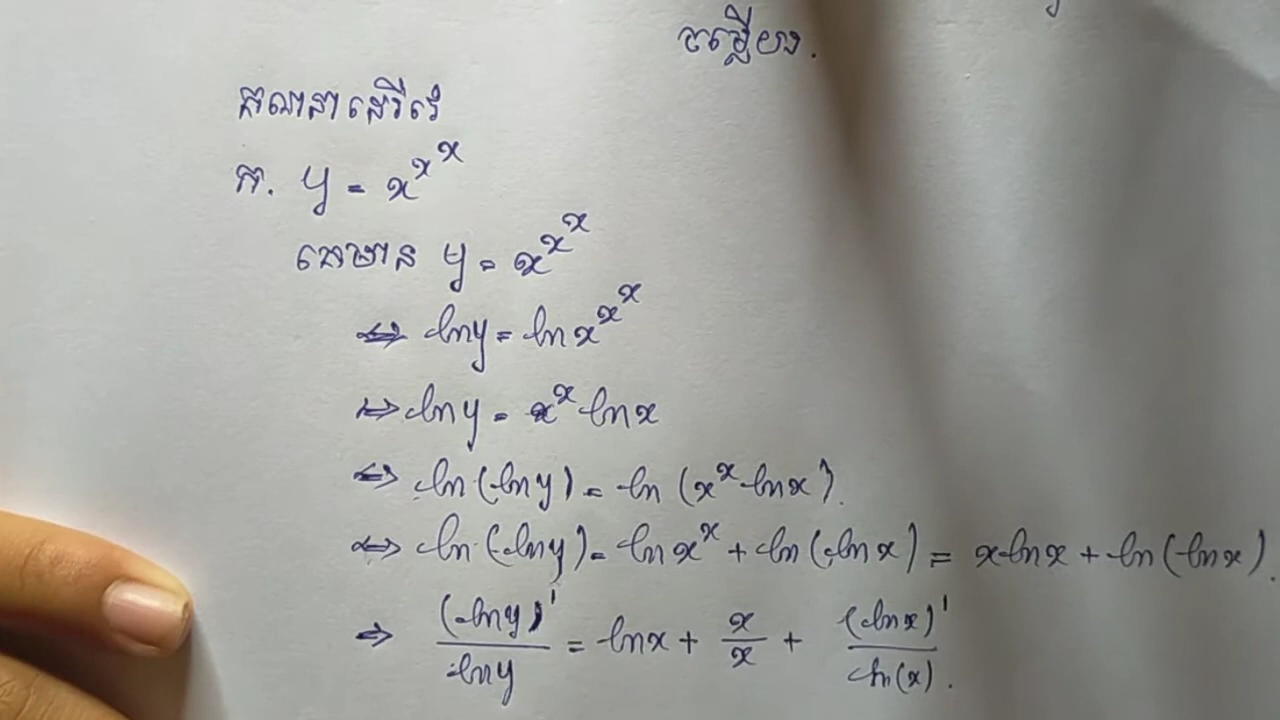 ចម្លើយ.
គណនាដេរីវេ
ក. y = x^{x^x}
គេមាន y = x^{x^x}
⇔ ln y = ln x^{x^x}
⇔ ln y = x^x ln x
⇔ ln (ln y) = ln (x^x ln x).
⇔ ln (ln y) = ln x^x + ln (ln x) = x ln x + ln (ln x).
⇒ (ln y)' / ln y = ln x + x/x + (ln x)' / ln(x).